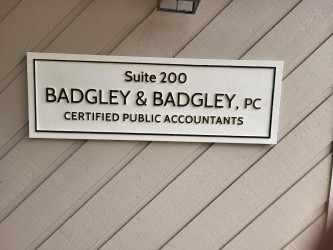 Suite 200
BADGLEY & BADGLEY, PC
CERTIFIED PUBLIC ACCOUNTANTS